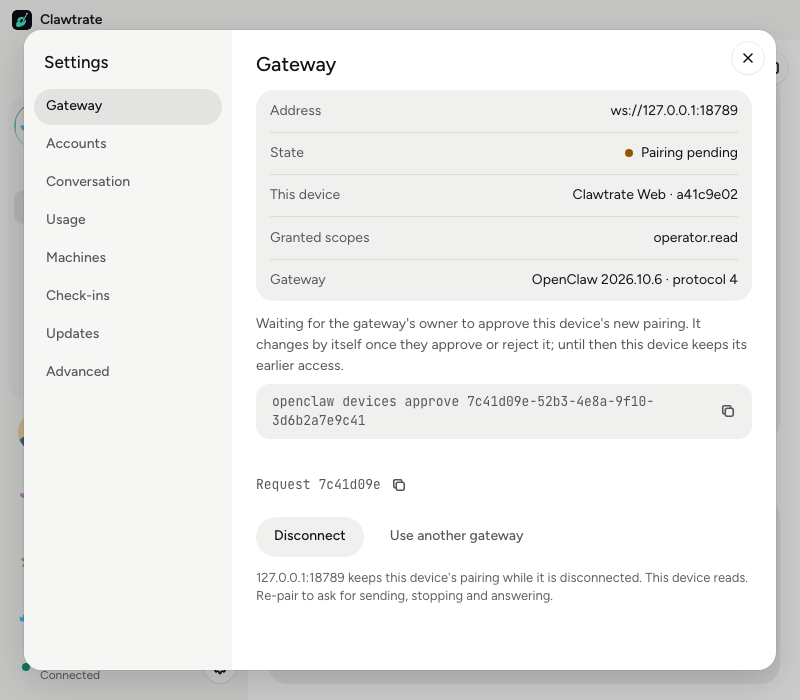 Clawtrate
Settings
Gateway
Accounts
Conversation
Usage
Machines
Check-ins
Updates
Advanced
Gateway
Address ws://127.0.0.1:18789
State Pairing pending
This device Clawtrate Web · a41c9e02
Granted scopes operator.read
Gateway OpenClaw 2026.10.6 · protocol 4
Waiting for the gateway's owner to approve this device's new pairing. It
changes by itself once they approve or reject it; until then this device keeps its
earlier access.
openclaw devices approve 7c41d09e-52b3-4e8a-9f10-
3d6b2a7e9c41
Request 7c41d09e
Disconnect Use another gateway
127.0.0.1:18789 keeps this device's pairing while it is disconnected. This device reads.
Re-pair to ask for sending, stopping and answering.
Connected